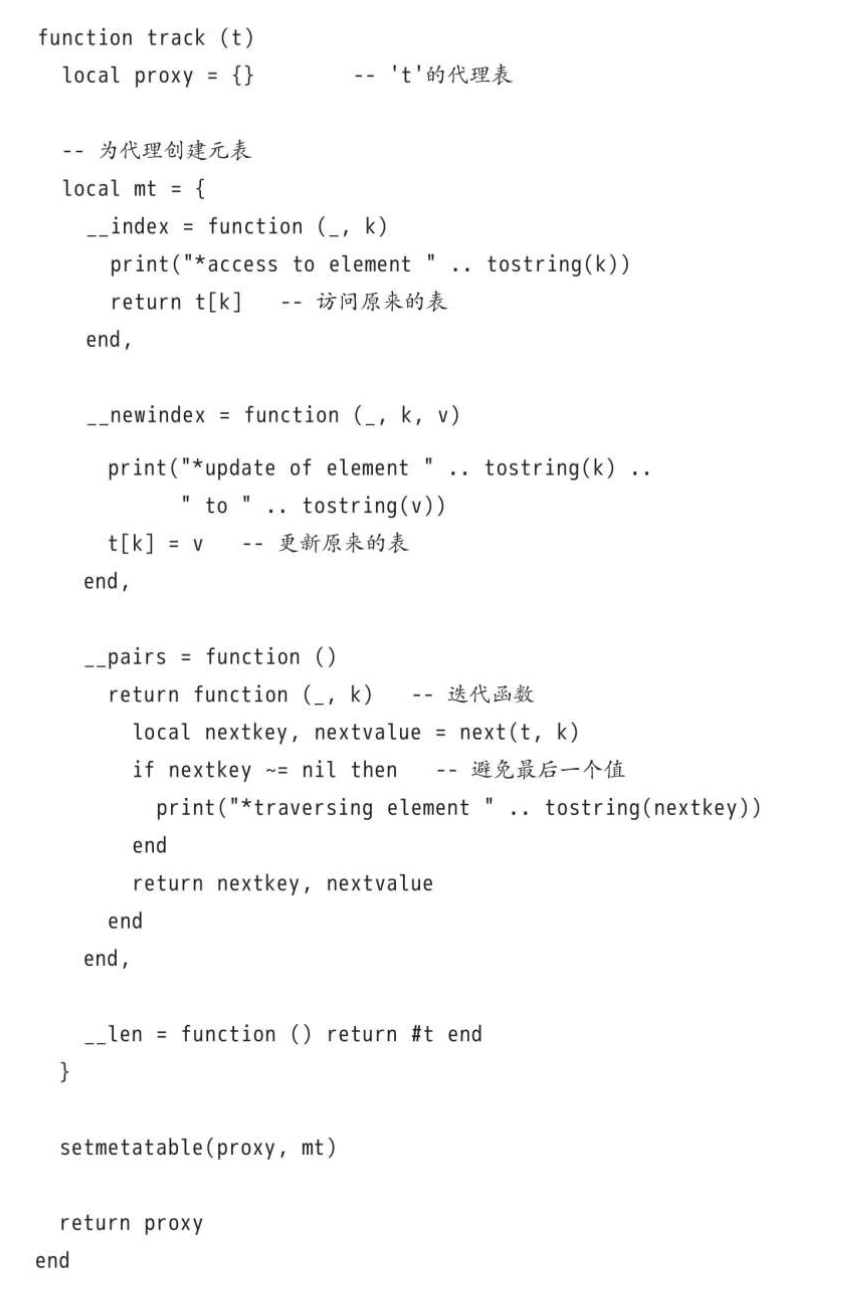 function track (t)
  local proxy = {}        -- 't'的代理表

  -- 为代理创建元表
  local mt = {
    __index = function (_, k)
      print("*access to element " .. tostring(k))
      return t[k]   -- 访问原来的表
    end,

    __newindex = function (_, k, v)
      print("*update of element " .. tostring(k) ..
            " to " .. tostring(v))
      t[k] = v   -- 更新原来的表
    end,

    __pairs = function ()
      return function (_, k)   -- 迭代函数
        local nextkey, nextvalue = next(t, k)
        if nextkey ~= nil then   -- 避免最后一个值
          print("*traversing element " .. tostring(nextkey))
        end
        return nextkey, nextvalue
      end
    end,

    __len = function () return #t end
  }

  setmetatable(proxy, mt)

  return proxy
end